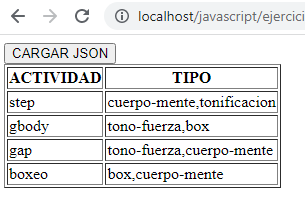 localhost/javascript/ejercici
CARGAR JSON
ACTIVIDAD TIPO
step cuerpo-mente,tonificacion
gbody tono-fuerza,box
gap tono-fuerza,cuerpo-mente
boxeo box,cuerpo-mente